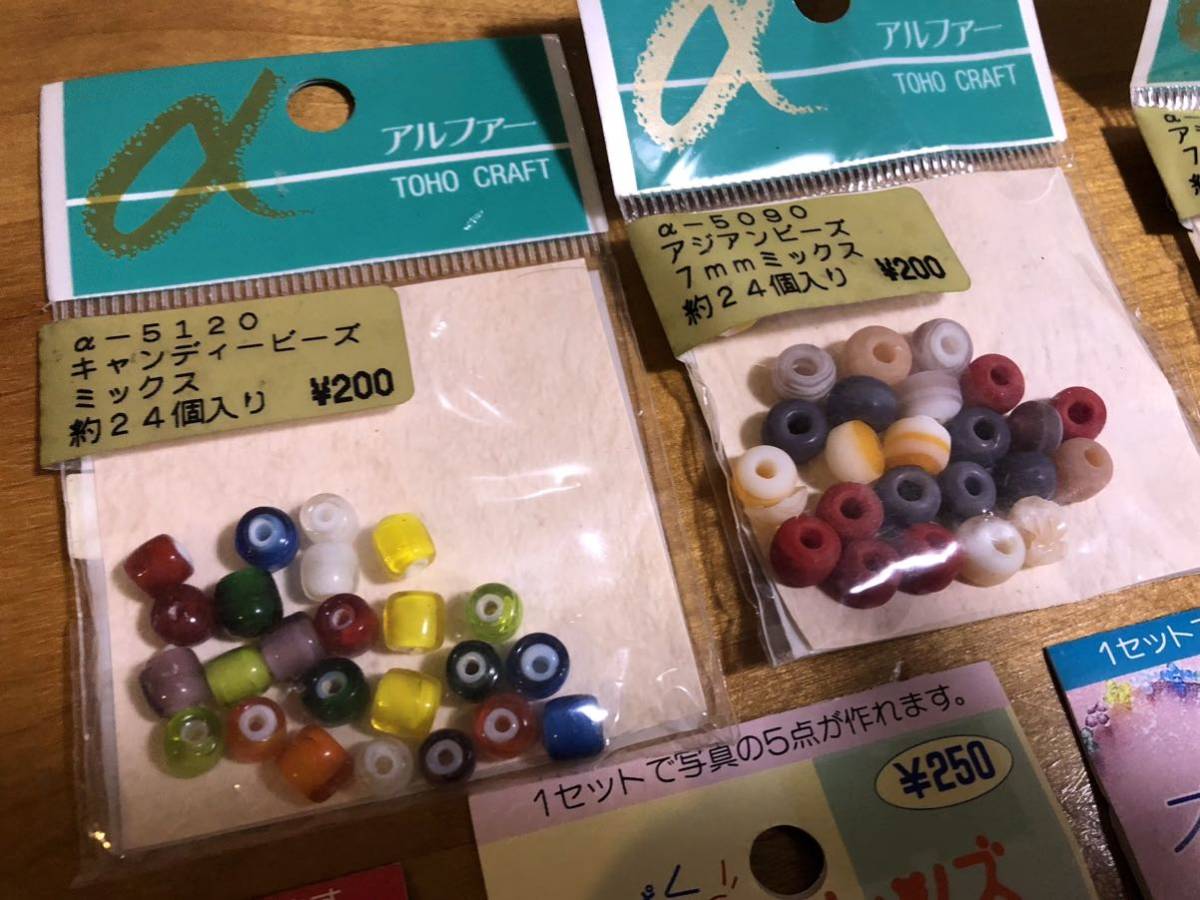 α
アルファー
TOHO CRAFT
α-5120
キャンディービーズ
ミックス
約24個入り ¥200
α
アルファー
TOHO CRAFT
α-5090
アジアンビーズ
7mmミックス
約24個入り ¥200
α-
ア
7
1セットで写真の5点が作れます。
¥250
ズ
1セット
す